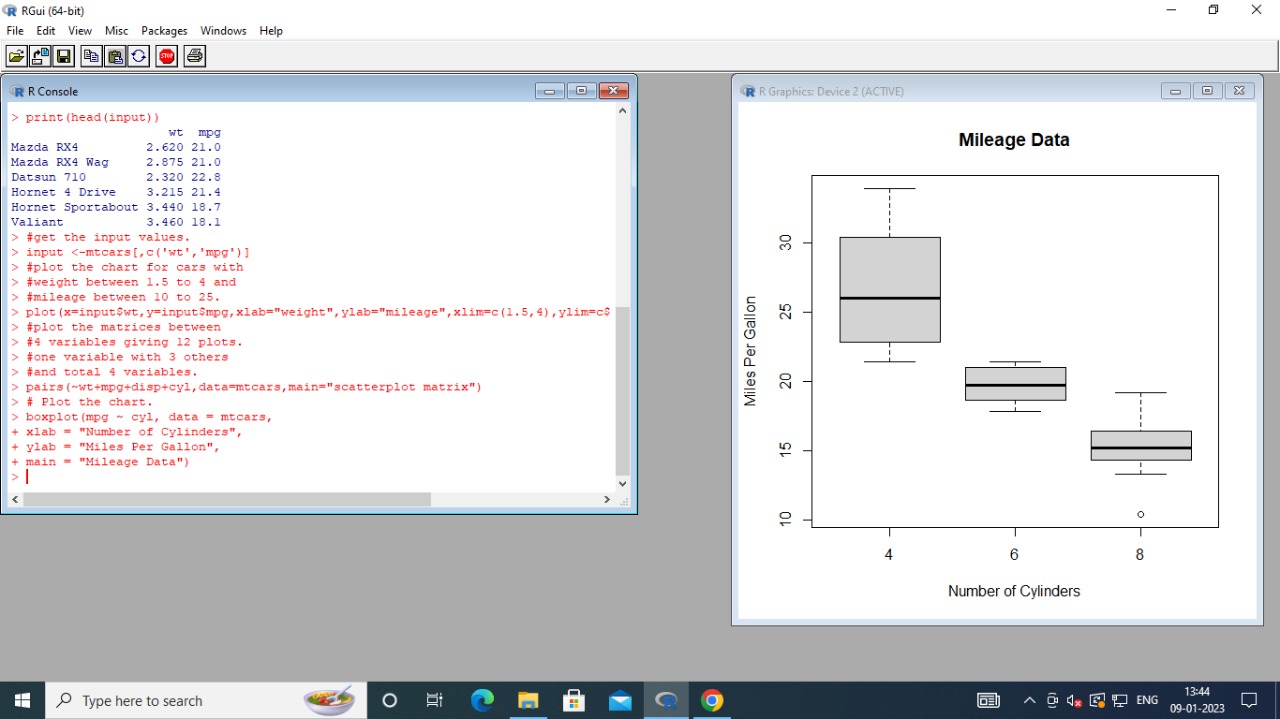 RGui (64-bit)
File Edit View Misc Packages Windows Help
STOP
R Console
> print(head(input))
wt mpg
Mazda RX4 2.620 21.0
Mazda RX4 Wag 2.875 21.0
Datsun 710 2.320 22.8
Hornet 4 Drive 3.215 21.4
Hornet Sportabout 3.440 18.7
Valiant 3.460 18.1
> #get the input values.
> input <-mtcars[,c('wt','mpg')]
> #plot the chart for cars with
> #weight between 1.5 to 4 and
> #mileage between 10 to 25.
> plot(x=input$wt,y=input$mpg,xlab="weight",ylab="mileage",xlim=c(1.5,4),ylim=c$
> #plot the matrices between
> #4 variables giving 12 plots.
> #one variable with 3 others
> #and total 4 variables.
> pairs(~wt+mpg+disp+cyl,data=mtcars,main="scatterplot matrix")
> # Plot the chart.
> boxplot(mpg ~ cyl, data = mtcars,
+ xlab = "Number of Cylinders",
+ ylab = "Miles Per Gallon",
+ main = "Mileage Data")
>
R Graphics: Device 2 (ACTIVE)
Mileage Data
Miles Per Gallon
30
25
20
15
10
4 6 8
Number of Cylinders
Type here to search
ENG
13:44
09-01-2023